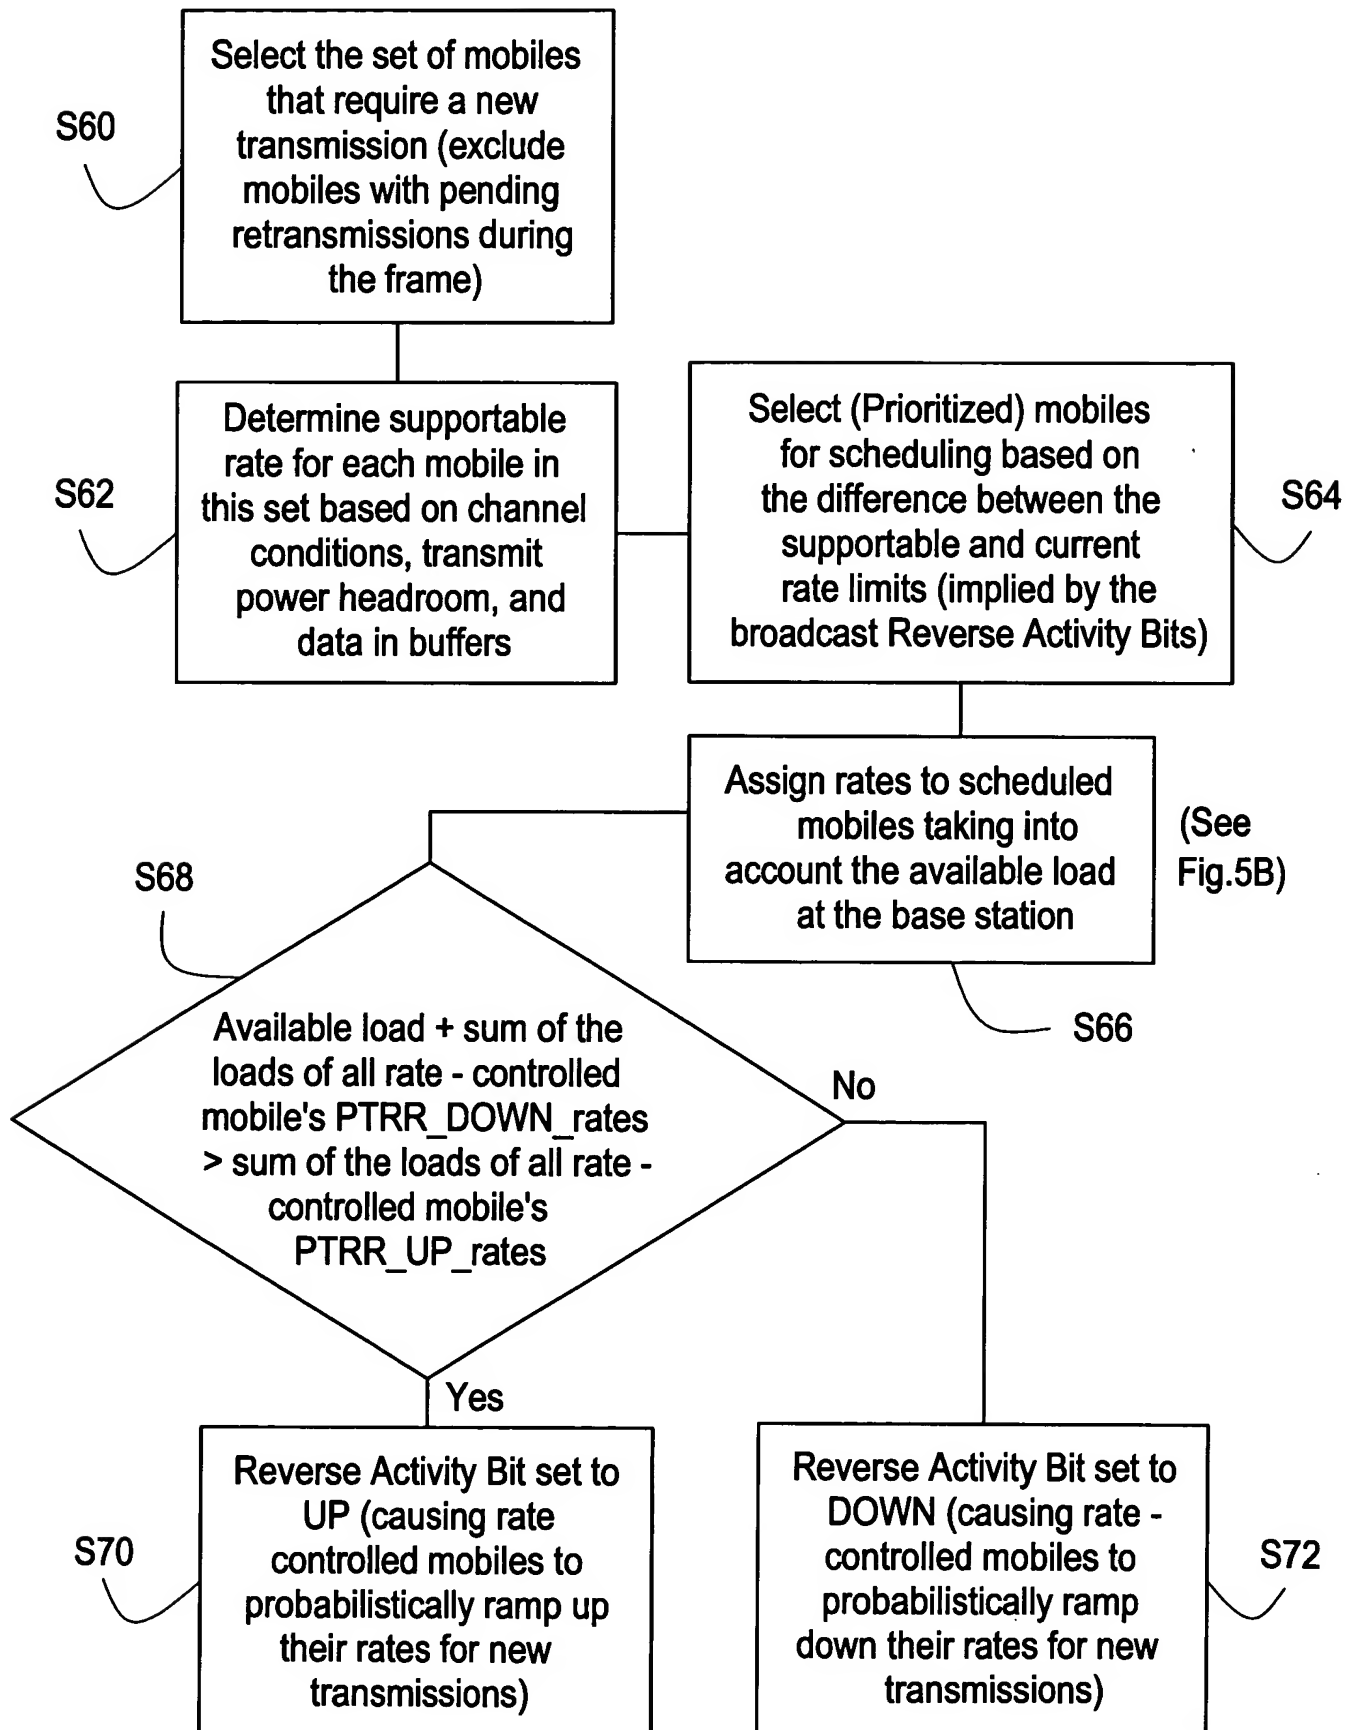 S60
Select the set of mobiles
that require a new
transmission (exclude
mobiles with pending
retransmissions during
the frame)
S62
Determine supportable
rate for each mobile in
this set based on channel
conditions, transmit
power headroom, and
data in buffers
Select (Prioritized) mobiles
for scheduling based on
the difference between the
supportable and current
rate limits (implied by the
broadcast Reverse Activity Bits)
S64
Assign rates to scheduled
mobiles taking into
account the available load
at the base station
(See
Fig.5B)
S66
S68
Available load + sum of the
loads of all rate - controlled
mobile's PTRR_DOWN_rates
> sum of the loads of all rate -
controlled mobile's
PTRR_UP_rates
No
Yes
S70
Reverse Activity Bit set to
UP (causing rate
controlled mobiles to
probabilistically ramp up
their rates for new
transmissions)
Reverse Activity Bit set to
DOWN (causing rate -
controlled mobiles to
probabilistically ramp
down their rates for new
transmissions)
S72